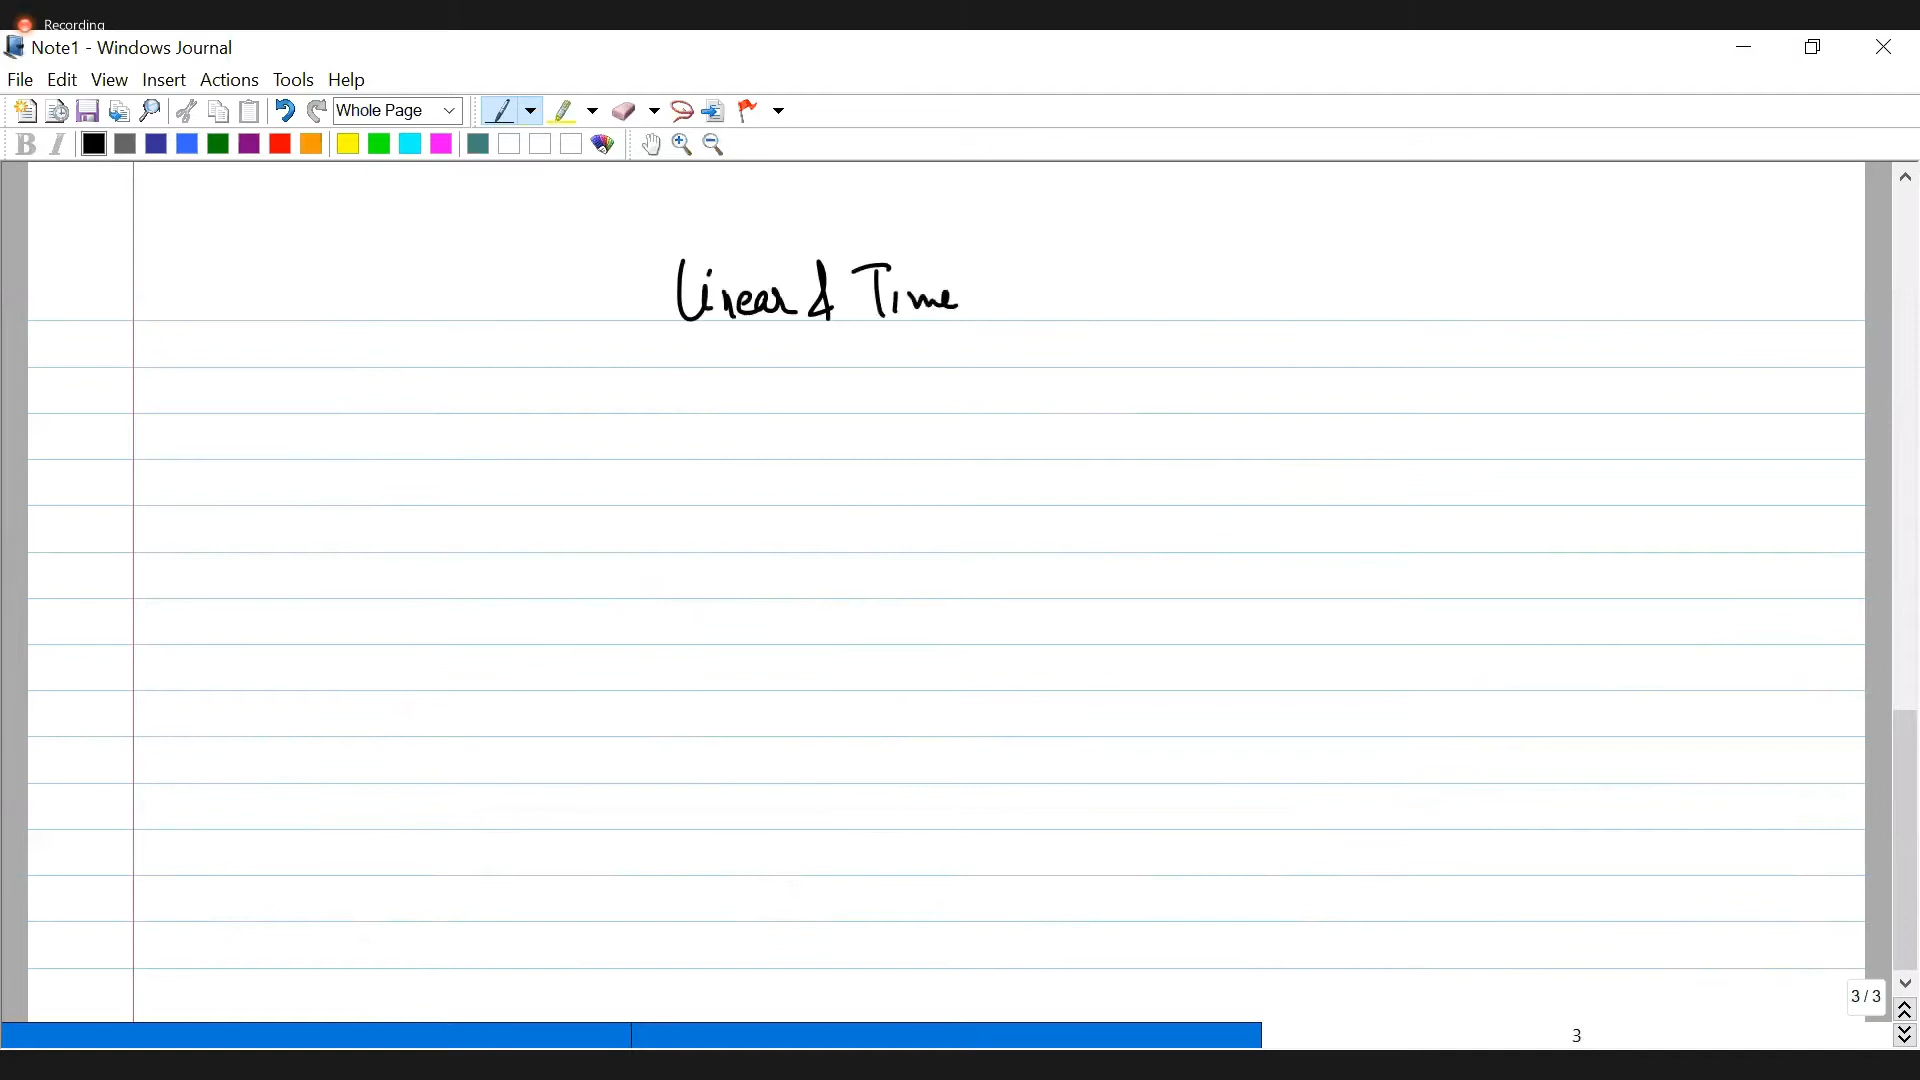 Recording
Note1 - Windows Journal
File Edit View Insert Actions Tools Help
Whole Page
B I
Linear & Time
3 / 3
3